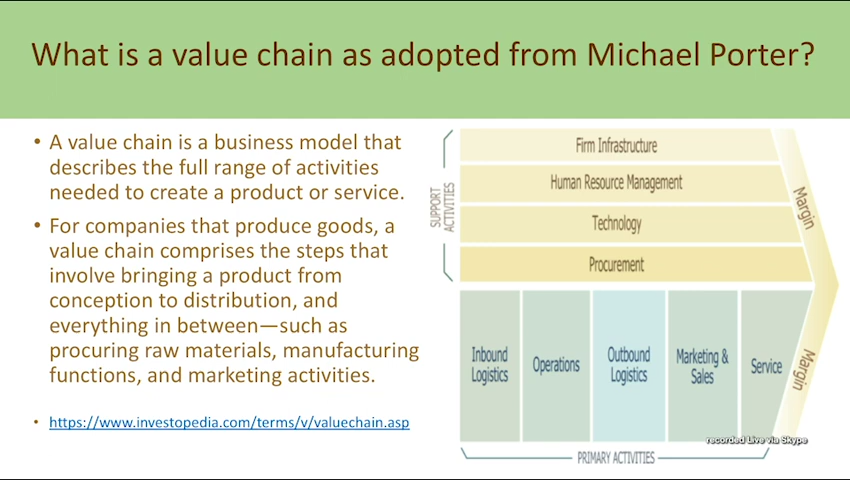 What is a value chain as adopted from Michael Porter?
• A value chain is a business model that
describes the full range of activities
needed to create a product or service.
• For companies that produce goods, a
value chain comprises the steps that
involve bringing a product from
conception to distribution, and
everything in between—such as
procuring raw materials, manufacturing
functions, and marketing activities.
• https://www.investopedia.com/terms/v/valuechain.asp
SUPPORT
ACTIVITIES
Firm Infrastructure
Human Resource Management
Technology
Procurement
Margin
Inbound
Logistics
Operations
Outbound
Logistics
Marketing &
Sales
Service
Margin
recorded Live via Skype
PRIMARY ACTIVITIES